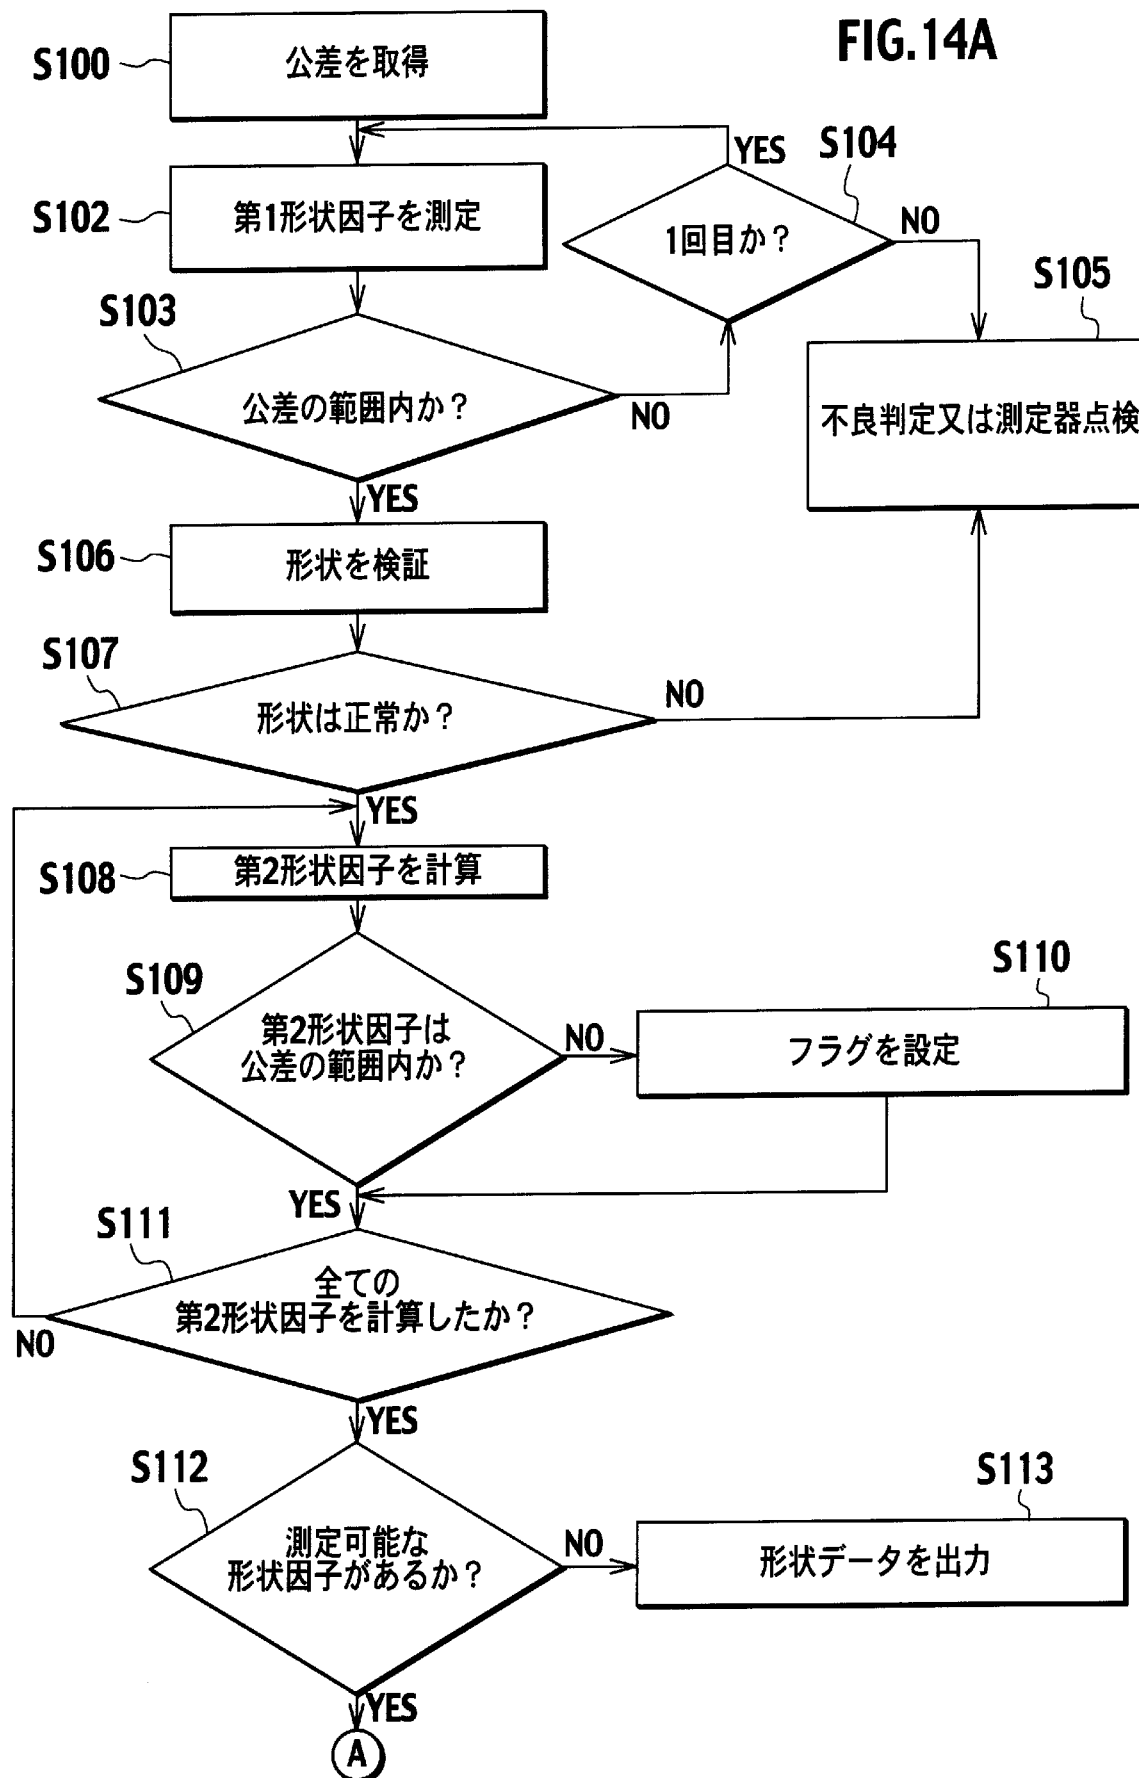 FIG.14A
S100
公差を取得
YES
S104
S102
第1形状因子を測定
1回目か？
NO
S105
S103
公差の範囲内か？
NO
不良判定又は測定器点検
YES
S106
形状を検証
S107
形状は正常か？
NO
YES
S108
第2形状因子を計算
S109
第2形状因子は
公差の範囲内か？
NO
S110
フラグを設定
YES
S111
全ての
第2形状因子を計算したか？
NO
YES
S112
測定可能な
形状因子があるか？
NO
S113
形状データを出力
YES
A